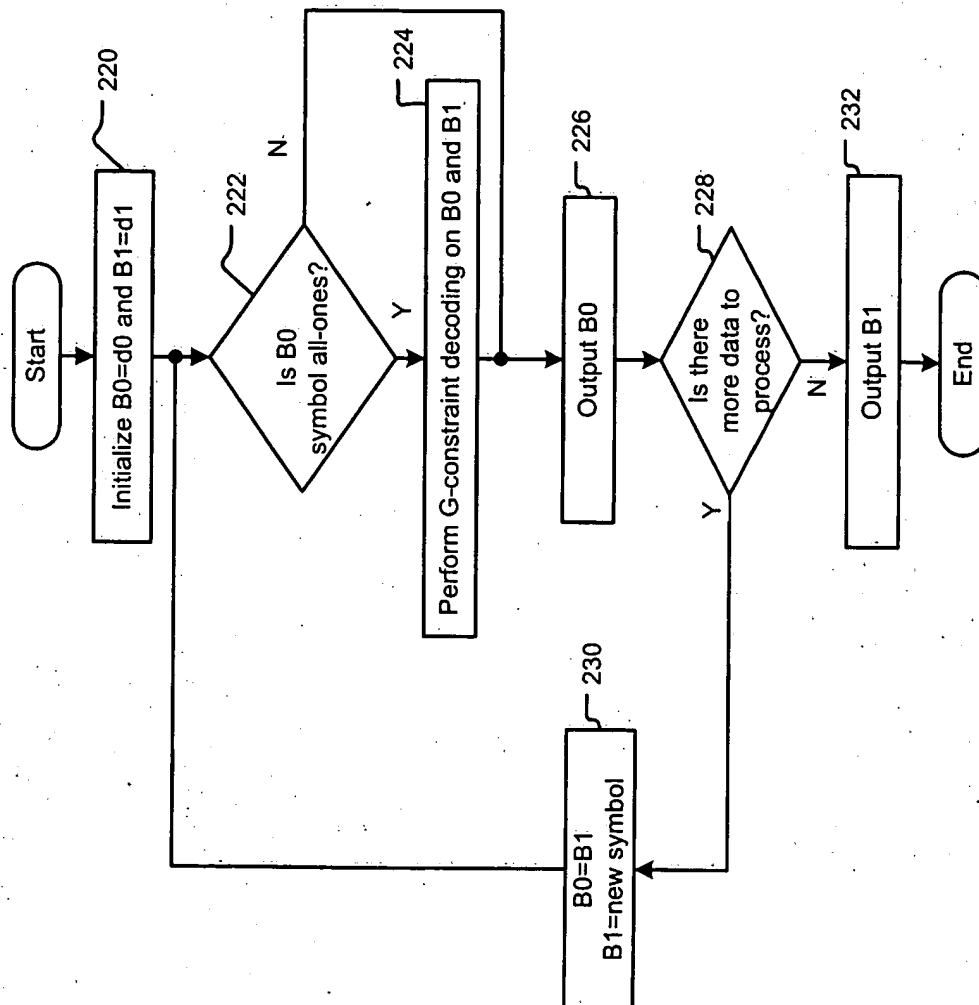 Start
220
Initialize B0=d0 and B1=d1
222
N
Is B0
symbol all-ones?
Y
224
Perform G-constraint decoding on B0 and B1
226
Output B0
228
Is there
more data to
process?
Y
N
230
B0=B1
B1=new symbol
232
Output B1
End